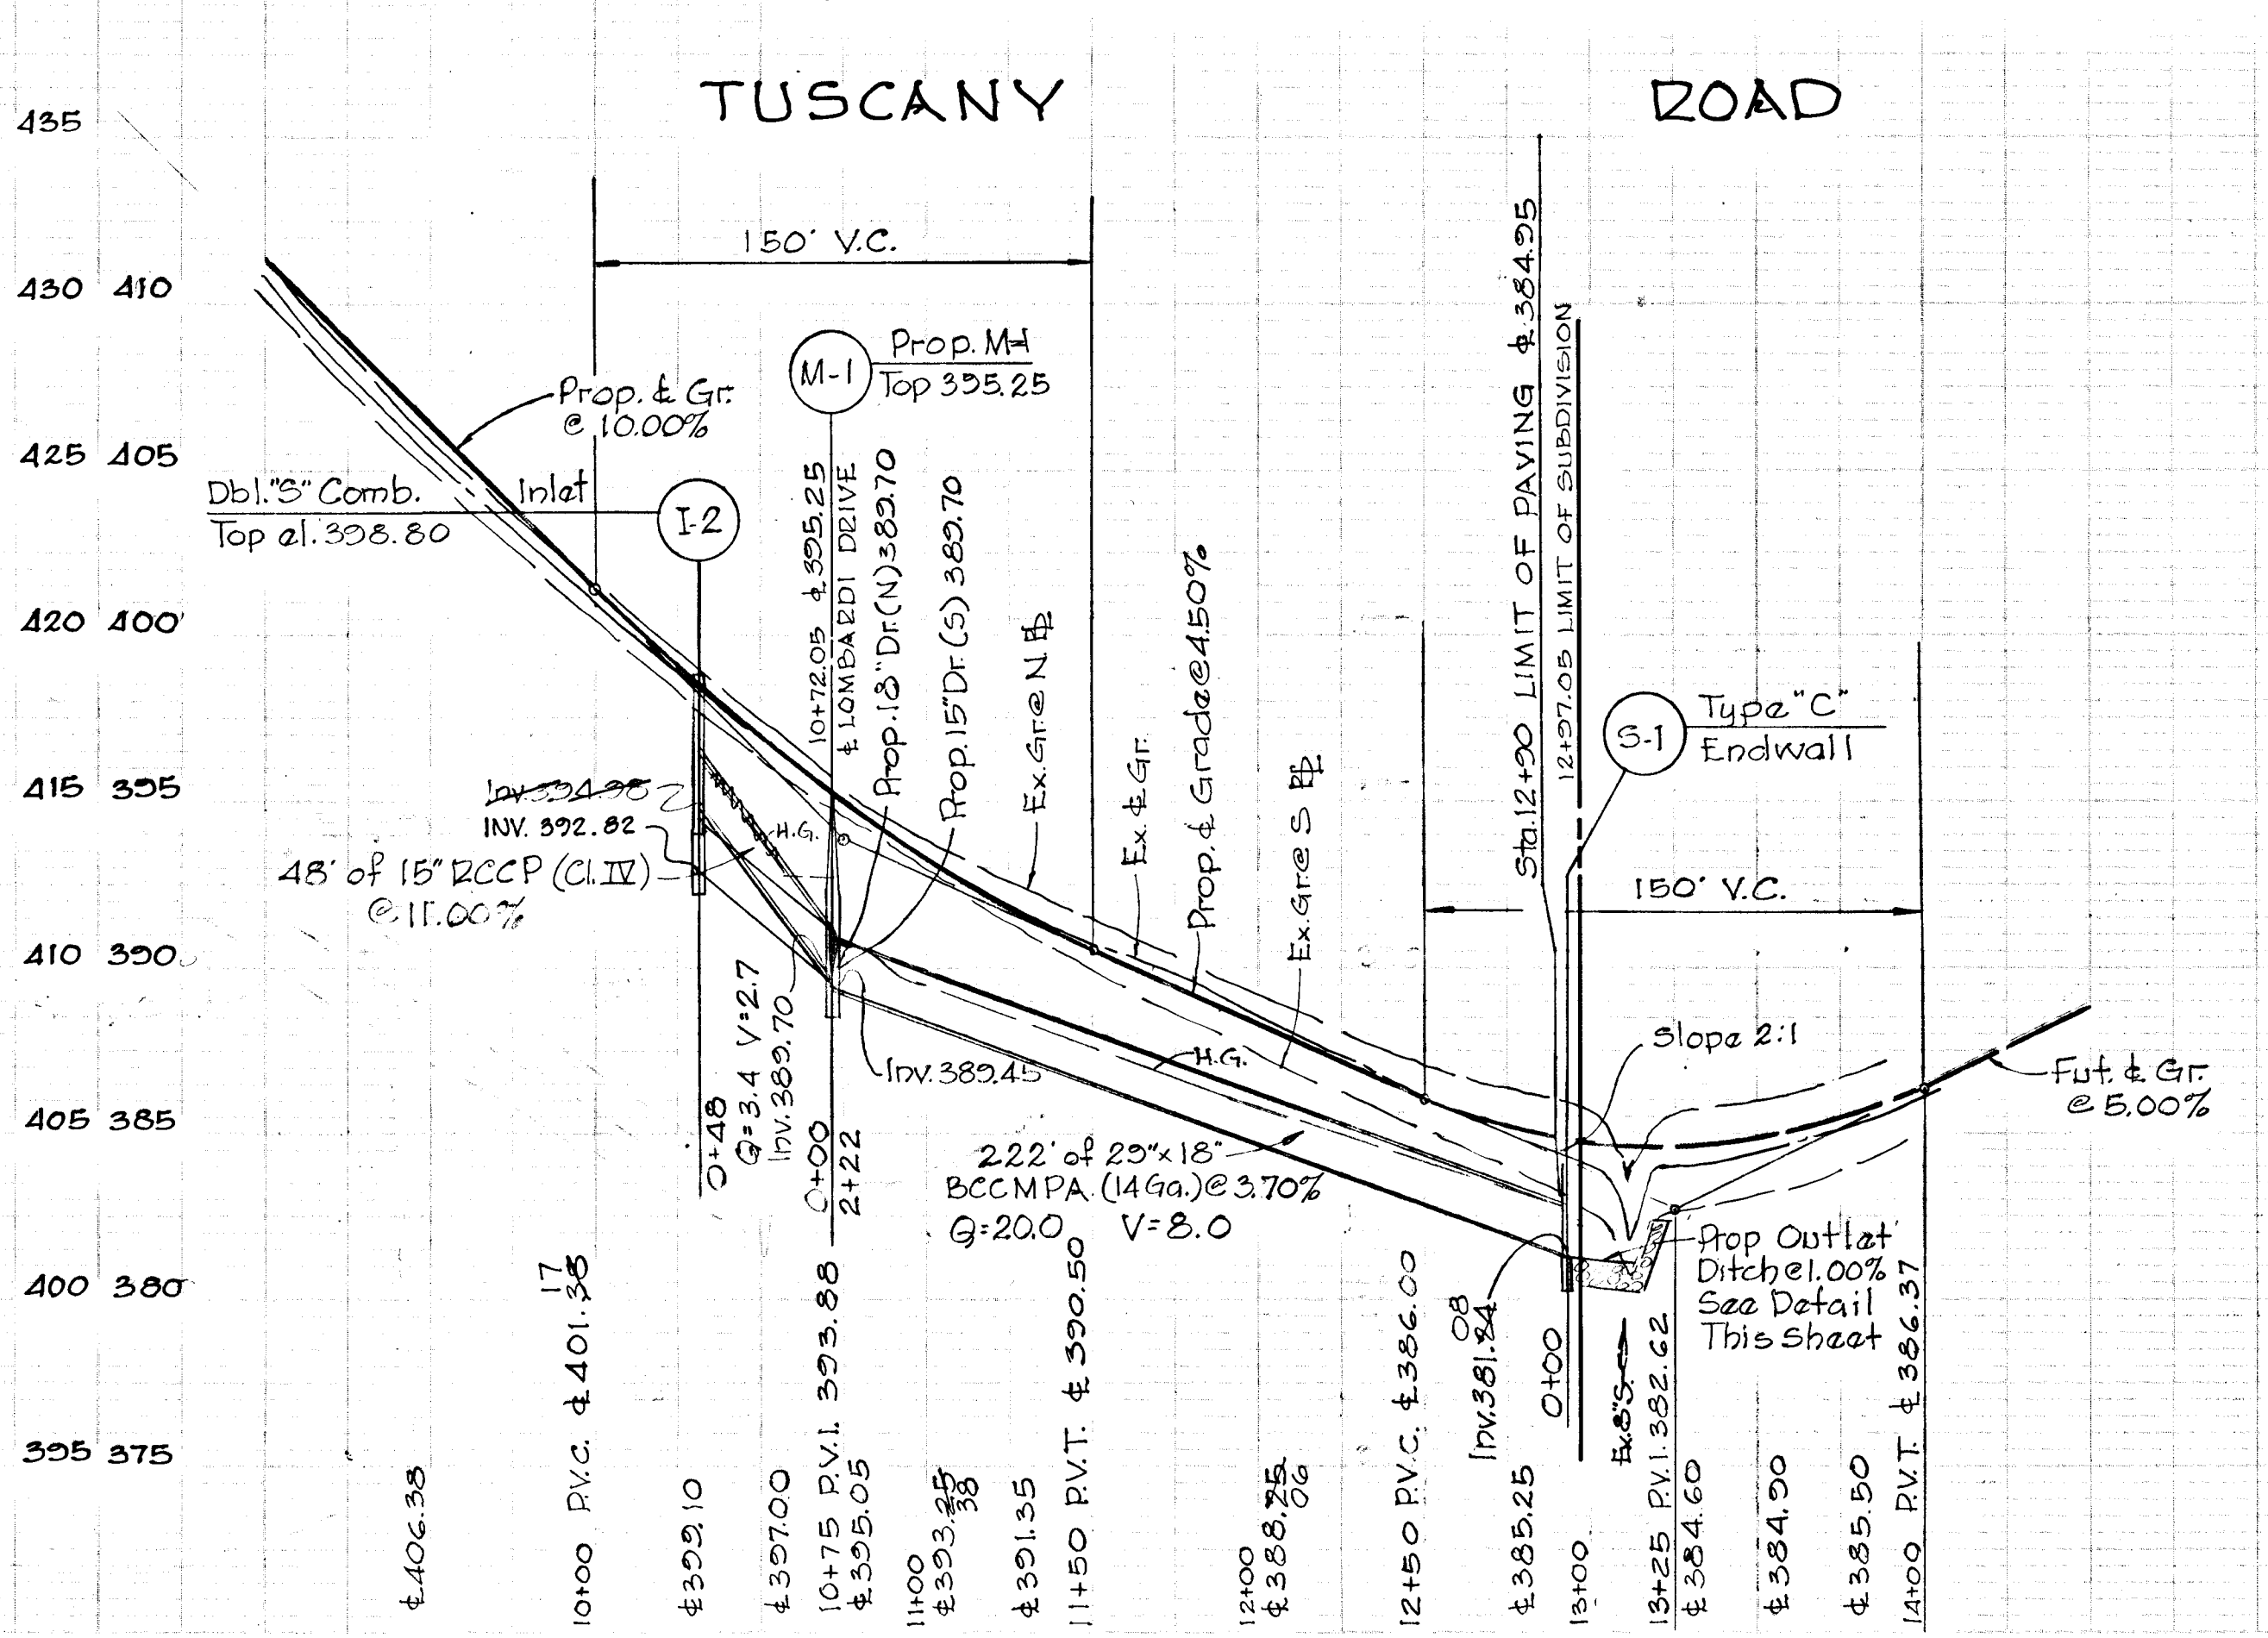 TUSCANY ROAD
435
430 410
425 405
420 400
415 395
410 390
405 385
400 380
395 375
150' V.C.
Prop. ℄ Gr.
@ 10.00%
M-1
Prop. MH
Top 395.25
Dbl. "S" Comb. Inlet
Top el. 398.80
I-2
10+72.05 ℄ 395.25
℄ LOMBARDI DRIVE
Prop. 18" Dr. (N) 389.70
Prop. 15" Dr. (S) 389.70
Ex. Gr. @ N. ⅊
Ex. ℄ Gr.
Prop. ℄ Grade @ 4.50%
Ex. Gr. @ S ⅊
Sta. 12+90 LIMIT OF PAVING ℄ 384.95
12+97.05 LIMIT OF SUBDIVISION
S-1
Type "C"
Endwall
150' V.C.
Inv. 394.98
INV. 392.82
H.G.
48' of 15" RCCP (Cl. IV)
@ 11.00%
0+48
Q=3.4 V=2.7
Inv. 389.70
0+00
2+22
Inv. 389.45
H.G.
222' of 29"x18"
BCCMPA. (14 Ga.) @ 3.70%
Q=20.0 V=8.0
Slope 2:1
Fut. ℄ Gr.
@ 5.00%
Prop Outlet
Ditch @ 1.00%
See Detail
This Sheet
Inv. 381.24
08
0+00
Ex. 8" S.
℄ 406.38
10+00 P.V.C. ℄ 401.38
17
℄ 399.10
℄ 397.00
10+75 P.V.I. 393.88
℄ 395.05
11+00
℄ 393.25
38
℄ 391.35
11+50 P.V.T. ℄ 390.50
12+00
℄ 388.25
06
12+50 P.V.C. ℄ 386.00
℄ 385.25
13+00
13+25 P.V.I. 382.62
℄ 384.60
℄ 384.90
℄ 385.50
14+00 P.V.T. ℄ 386.37